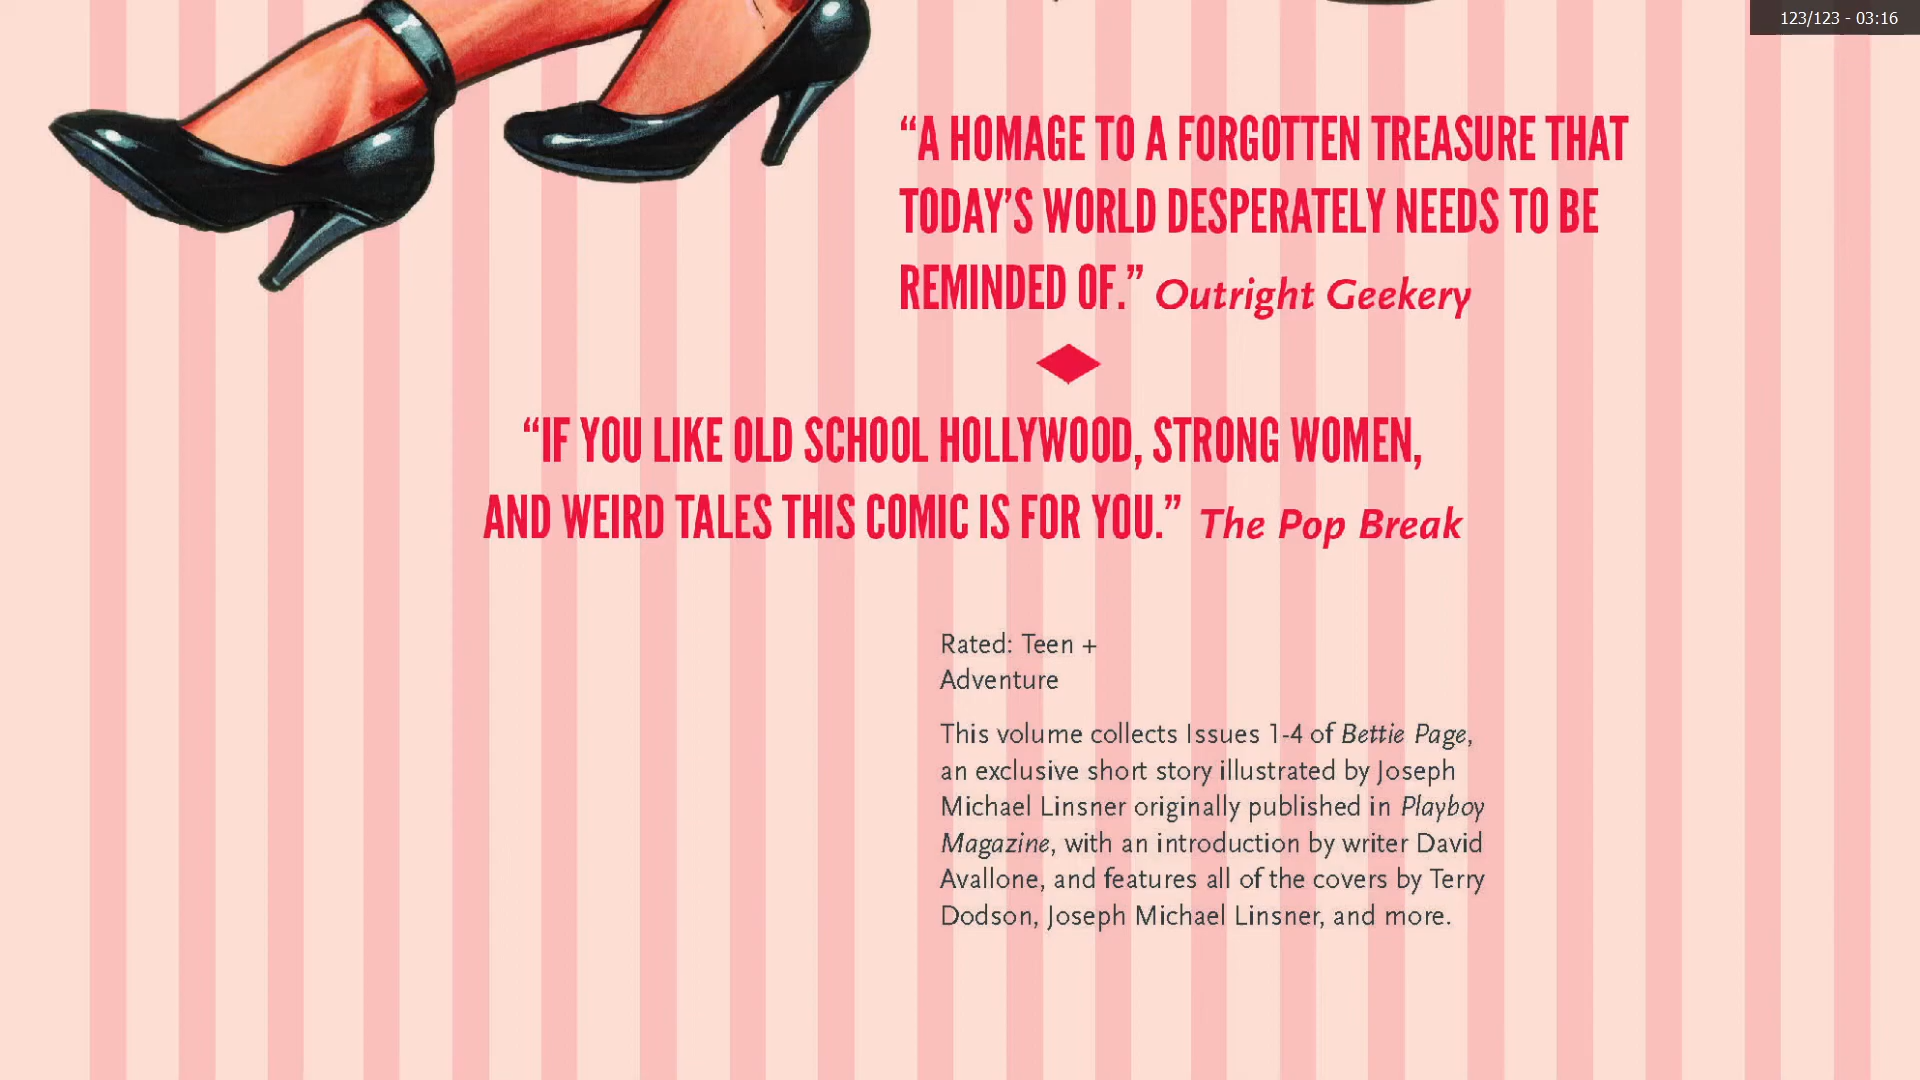 123/123 - 03:16
“A HOMAGE TO A FORGOTTEN TREASURE THAT
TODAY’S WORLD DESPERATELY NEEDS TO BE
REMINDED OF.” Outright Geekery
“IF YOU LIKE OLD SCHOOL HOLLYWOOD, STRONG WOMEN,
AND WEIRD TALES THIS COMIC IS FOR YOU.” The Pop Break
Rated: Teen +
Adventure
This volume collects Issues 1-4 of Bettie Page,
an exclusive short story illustrated by Joseph
Michael Linsner originally published in Playboy
Magazine, with an introduction by writer David
Avallone, and features all of the covers by Terry
Dodson, Joseph Michael Linsner, and more.